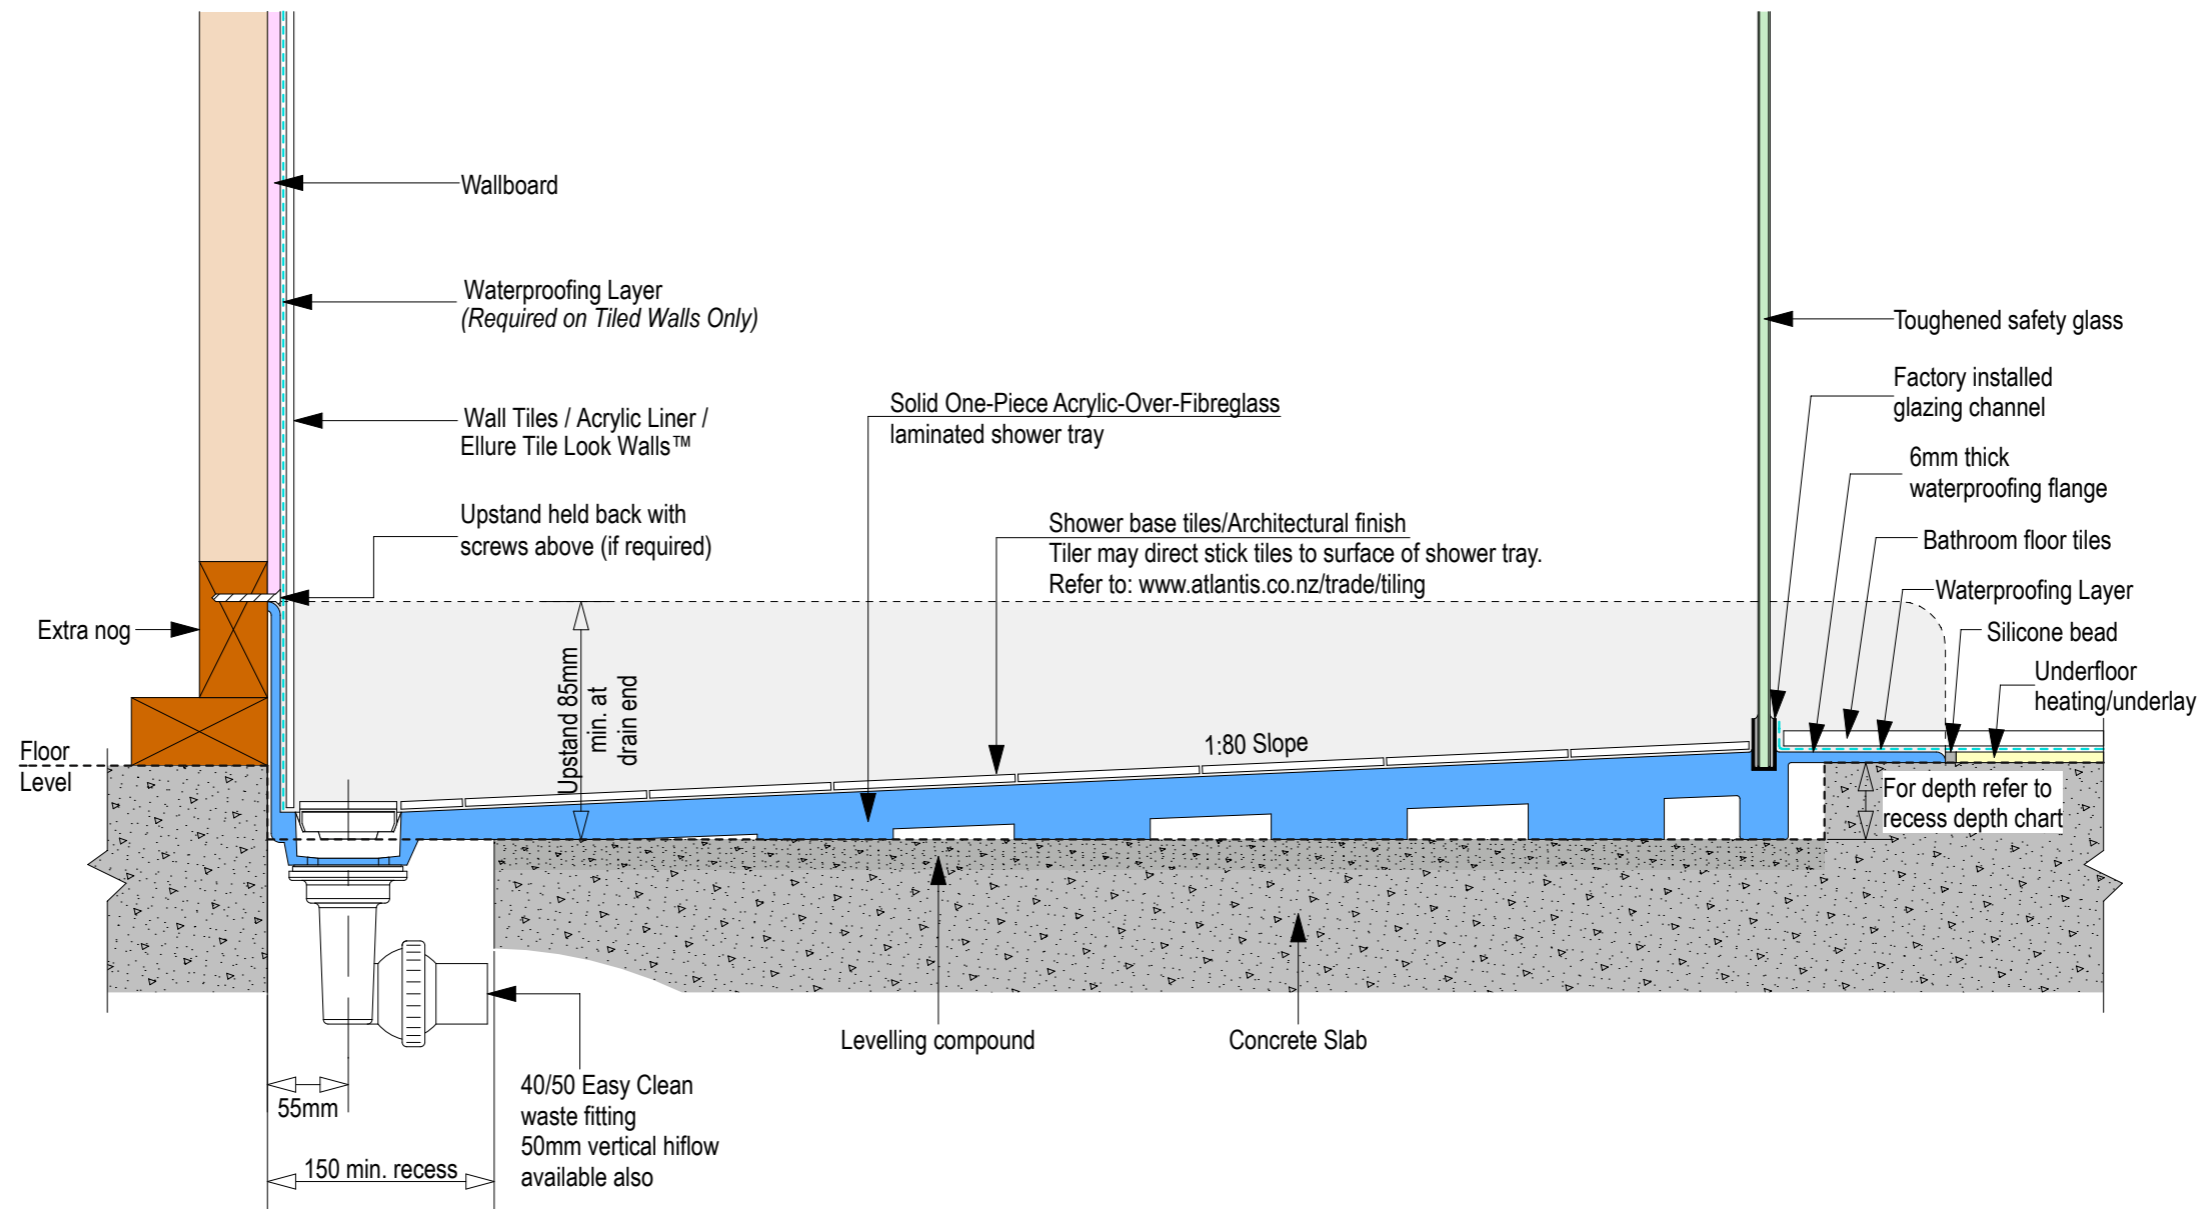 Wallboard
Waterproofing Layer
(Required on Tiled Walls Only)
Wall Tiles / Acrylic Liner /
Ellure Tile Look Walls™
Upstand held back with
screws above (if required)
Extra nog
Floor
Level
Upstand 85mm
min. at
drain end
Solid One-Piece Acrylic-Over-Fibreglass
laminated shower tray
Shower base tiles/Architectural finish
Tiler may direct stick tiles to surface of shower tray.
Refer to: www.atlantis.co.nz/trade/tiling
1:80 Slope
Toughened safety glass
Factory installed
glazing channel
6mm thick
waterproofing flange
Bathroom floor tiles
Waterproofing Layer
Silicone bead
Underfloor
heating/underlay
For depth refer to
recess depth chart
Levelling compound
Concrete Slab
40/50 Easy Clean
waste fitting
50mm vertical hiflow
available also
55mm
150 min. recess